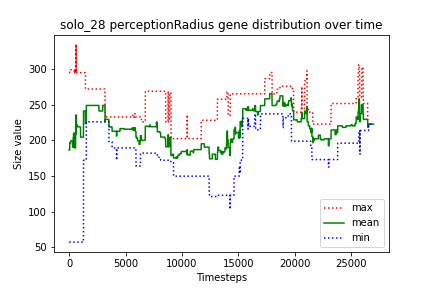 solo_28 perceptionRadius gene distribution over time
Size value
300
250
200
150
100
50
0
5000
10000
15000
20000
25000
Timesteps
max
mean
min